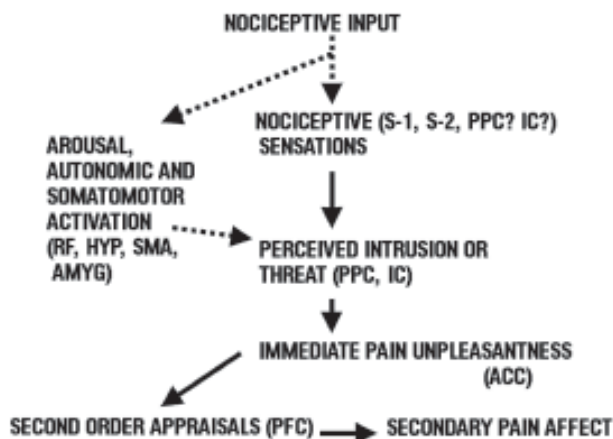 NOCICEPTIVE INPUT
NOCICEPTIVE (S-1, S-2, PPC? IC?)
SENSATIONS
AROUSAL,
AUTONOMIC AND
SOMATOMOTOR
ACTIVATION
(RF, HYP, SMA,
AMYG)
PERCEIVED INTRUSION OR
THREAT (PPC, IC)
IMMEDIATE PAIN UNPLEASANTNESS
(ACC)
SECOND ORDER APPRAISALS (PFC)
SECONDARY PAIN AFFECT